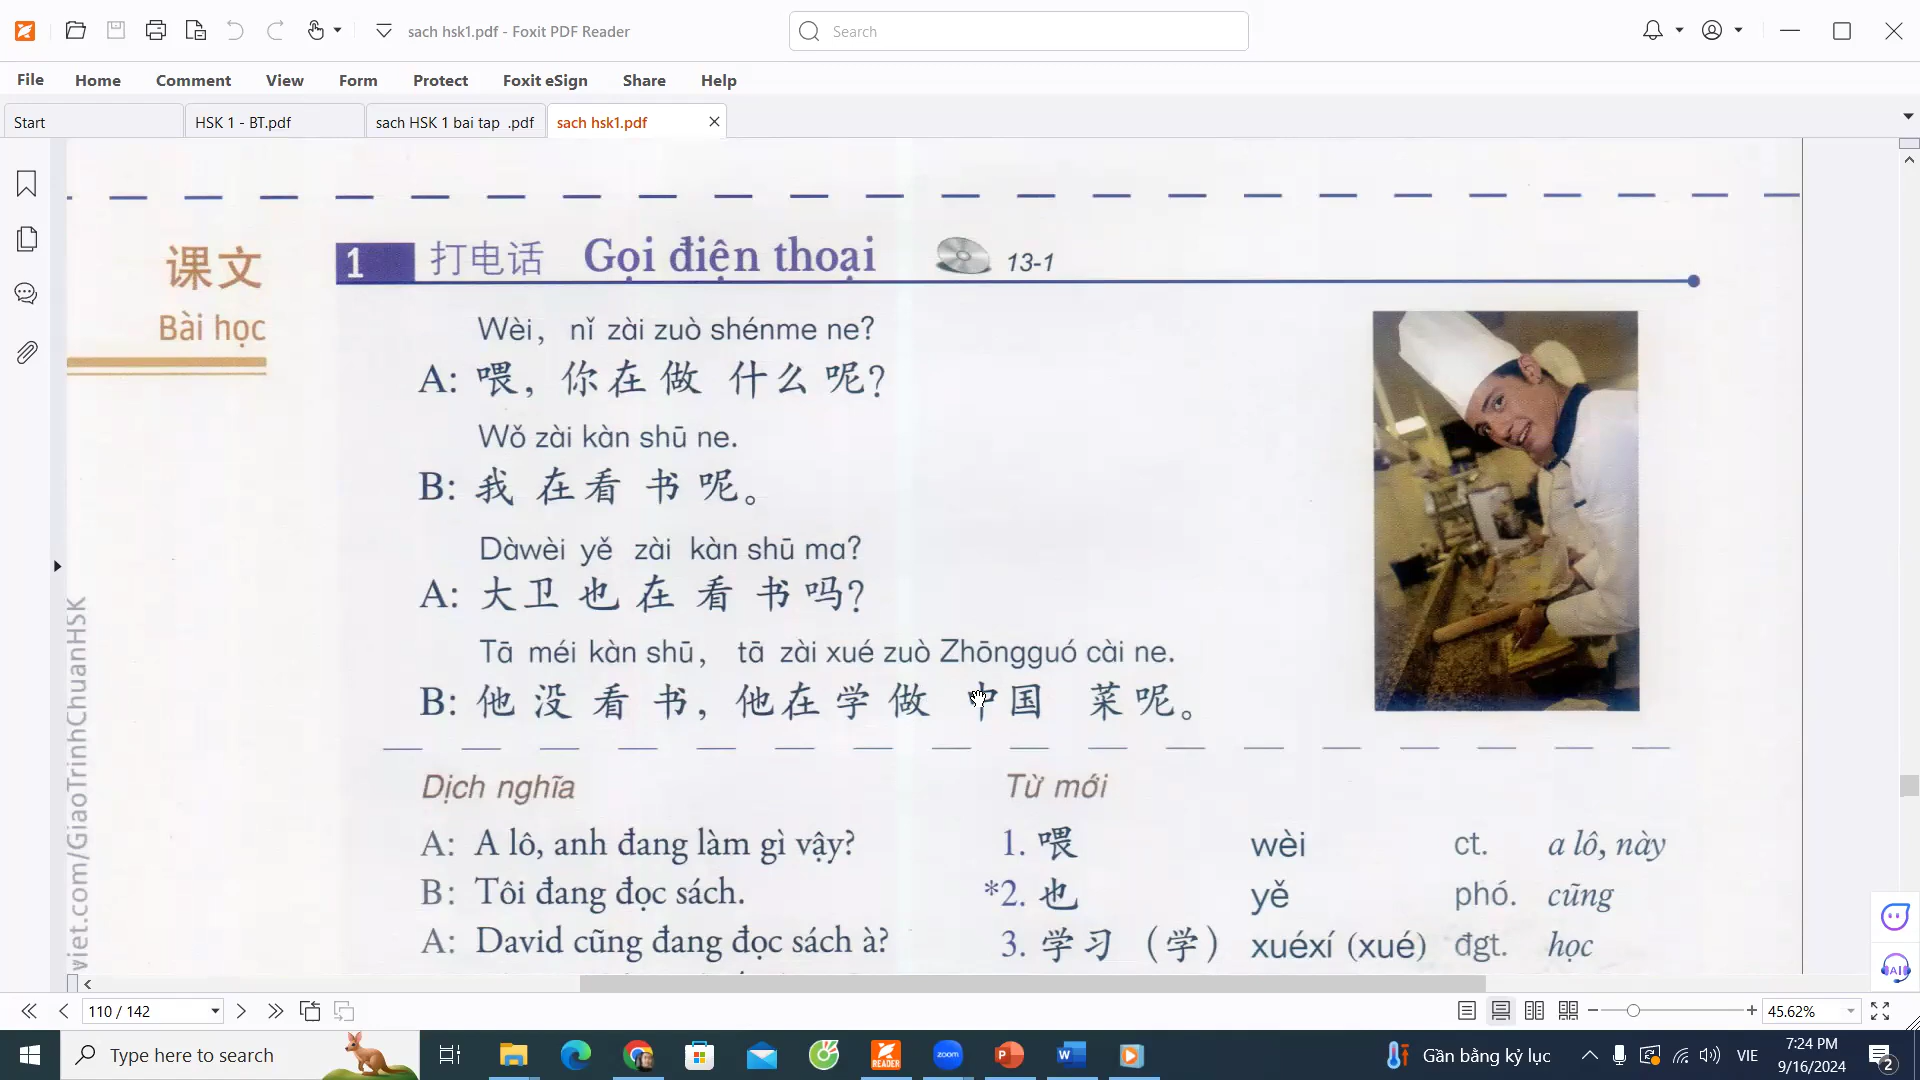 sach hsk1.pdf - Foxit PDF Reader
Search
File Home Comment View Form Protect Foxit eSign Share Help
Start HSK 1 - BT.pdf sach HSK 1 bai tap .pdf sach hsk1.pdf
课文
Bài học
1 打电话 Gọi điện thoại 13-1
Wèi, nǐ zài zuò shénme ne?
A: 喂，你在做什么呢？
Wǒ zài kàn shū ne.
B: 我在看书呢。
Dàwèi yě zài kàn shū ma?
A: 大卫也在看书吗？
Tā méi kàn shū, tā zài xué zuò Zhōngguó cài ne.
B: 他没看书，他在学做中国菜呢。
Dịch nghĩa
A: A lô, anh đang làm gì vậy?
B: Tôi đang đọc sách.
A: David cũng đang đọc sách à?
Từ mới
1. 喂 wèi ct. a lô, này
*2. 也 yě phó. cũng
3. 学习（学） xuéxí (xué) đgt. học
viet.com/GiaoTrinhChuanHSK
110 / 142
45.62%
Type here to search
READER
zoom
Gần bằng kỷ lục
VIE
7:24 PM
9/16/2024
2
AI